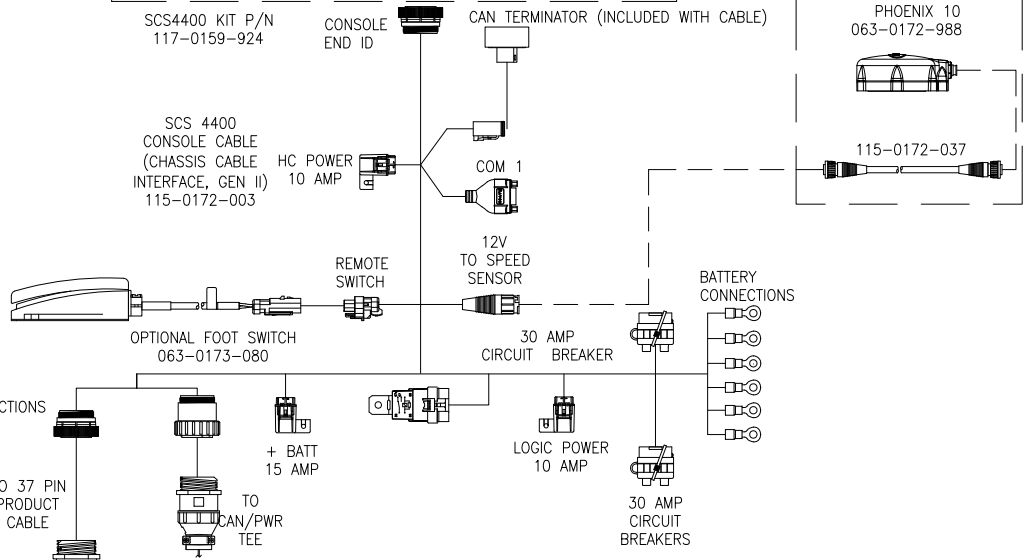 SCS4400 KIT P/N
117-0159-924
CONSOLE
END ID
CAN TERMINATOR (INCLUDED WITH CABLE)
PHOENIX 10
063-0172-988
SCS 4400
CONSOLE CABLE
(CHASSIS CABLE
INTERFACE, GEN II)
115-0172-003
HC POWER
10 AMP
COM 1
115-0172-037
12V
TO SPEED
SENSOR
REMOTE
SWITCH
BATTERY
CONNECTIONS
OPTIONAL FOOT SWITCH
063-0173-080
30 AMP
CIRCUIT BREAKER
CTIONS
+ BATT
15 AMP
LOGIC POWER
10 AMP
O 37 PIN
PRODUCT
CABLE
TO
CAN/PWR
TEE
30 AMP
CIRCUIT
BREAKERS